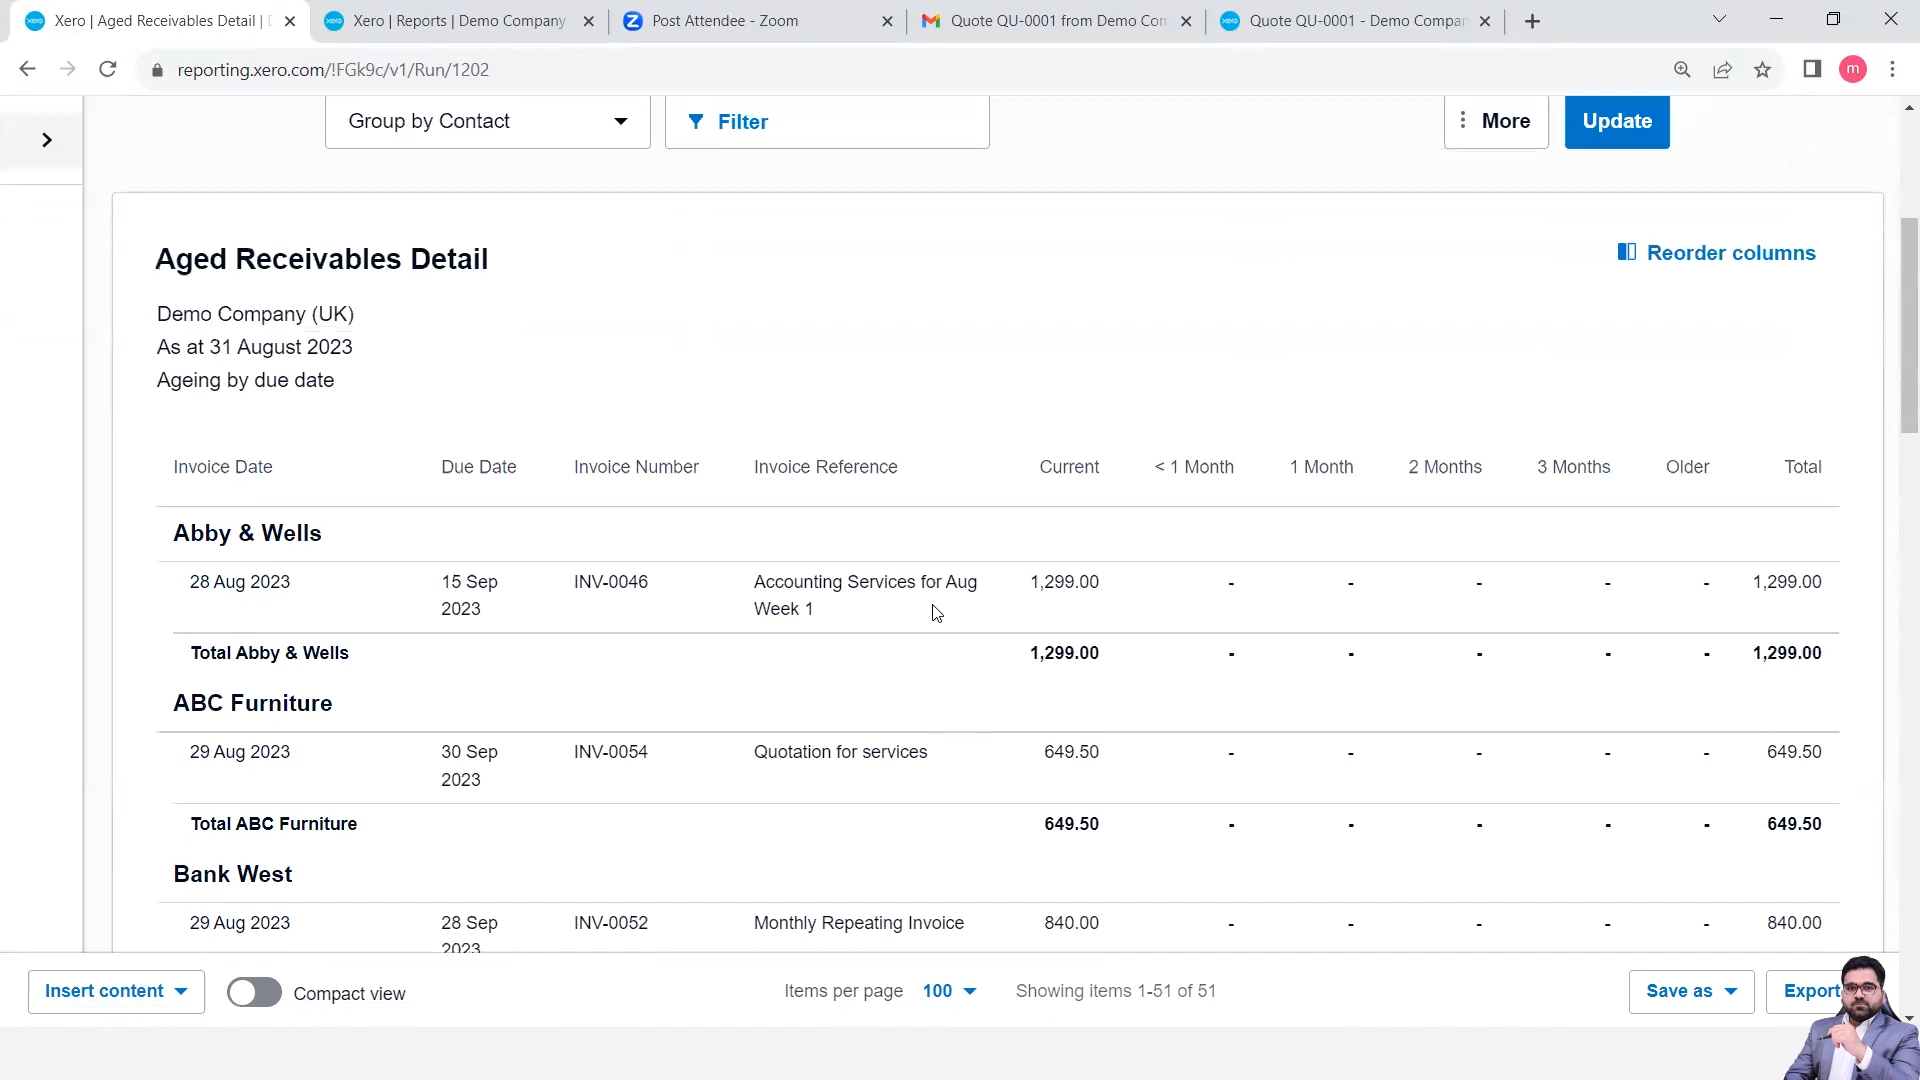 Xero | Aged Receivables Detail |
Xero | Reports | Demo Company
Post Attendee - Zoom
Quote QU-0001 from Demo Com
Quote QU-0001 - Demo Compan
reporting.xero.com/!FGk9c/v1/Run/1202
m
Group by Contact
Filter
More
Update
Aged Receivables Detail
Reorder columns
Demo Company (UK)
As at 31 August 2023
Ageing by due date
Invoice Date Due Date Invoice Number Invoice Reference Current < 1 Month 1 Month 2 Months 3 Months Older Total
Abby & Wells
28 Aug 2023 15 Sep 2023 INV-0046 Accounting Services for Aug Week 1 1,299.00 - - - - - 1,299.00
Total Abby & Wells 1,299.00 - - - - - 1,299.00
ABC Furniture
29 Aug 2023 30 Sep 2023 INV-0054 Quotation for services 649.50 - - - - - 649.50
Total ABC Furniture 649.50 - - - - - 649.50
Bank West
29 Aug 2023 28 Sep 2023 INV-0052 Monthly Repeating Invoice 840.00 - - - - - 840.00
Insert content
Compact view
Items per page 100
Showing items 1-51 of 51
Save as
Export